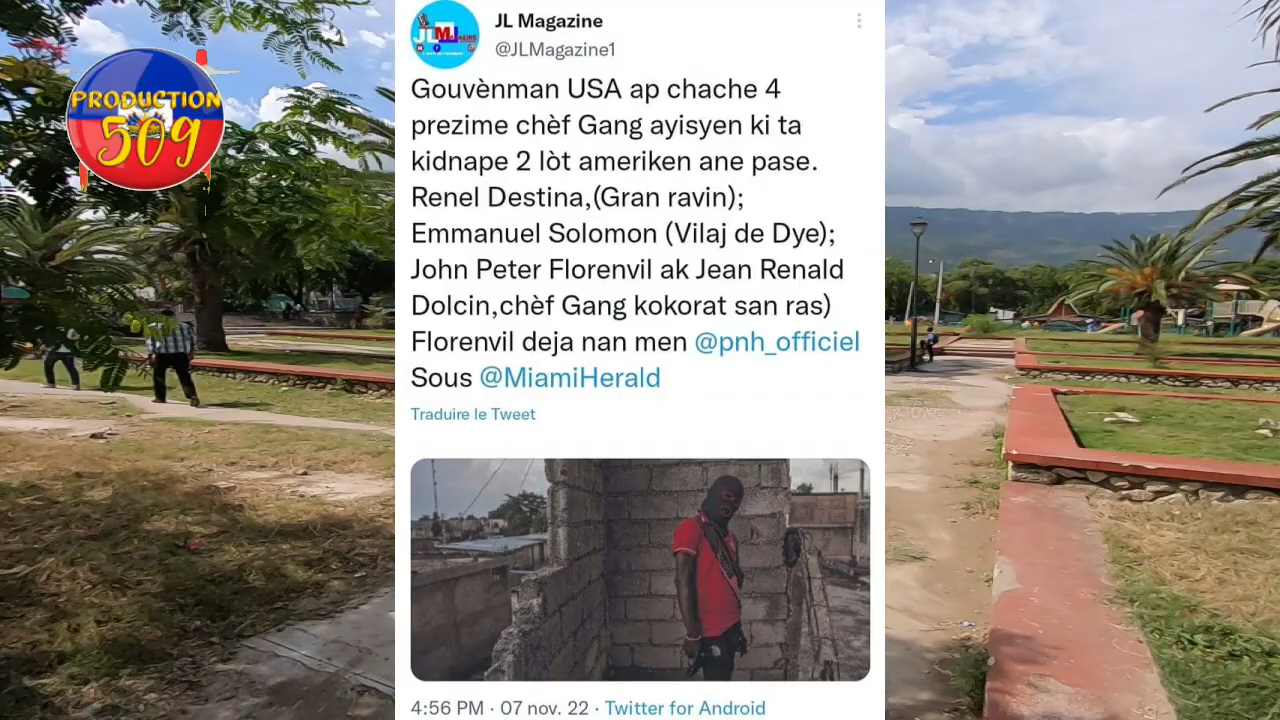 PRODUCTION
509
JL Magazine
@JLMagazine1
Gouvènman USA ap chache 4
prezime chèf Gang ayisyen ki ta
kidnape 2 lòt ameriken ane pase.
Renel Destina,(Gran ravin);
Emmanuel Solomon (Vilaj de Dye);
John Peter Florenvil ak Jean Renald
Dolcin,chèf Gang kokorat san ras)
Florenvil deja nan men @pnh_officiel
Sous @MiamiHerald
Traduire le Tweet
4:56 PM · 07 nov. 22 · Twitter for Android